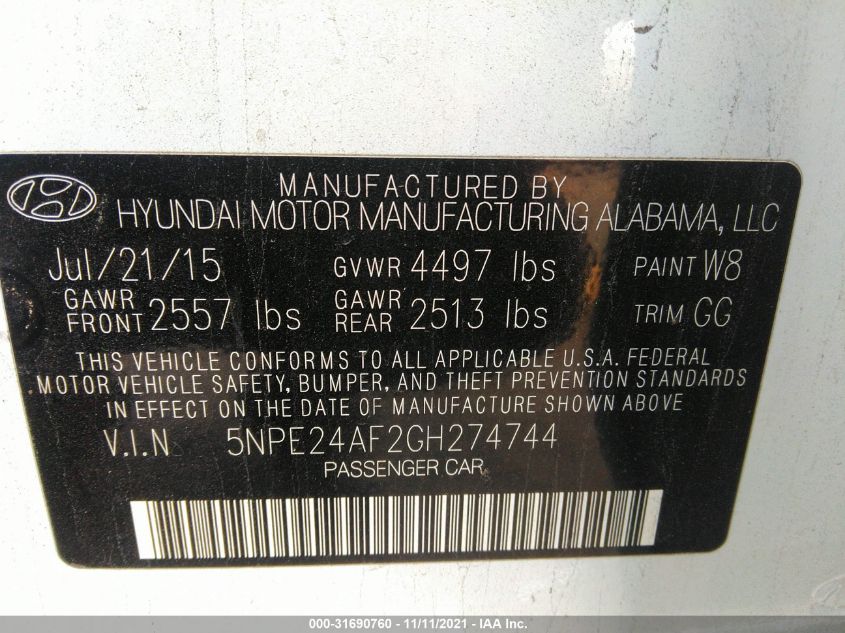 MANUFACTURED BY
HYUNDAI MOTOR MANUFACTURING ALABAMA, LLC
Jul/21/15 GVWR 4497 lbs PAINT W8
GAWR FRONT 2557 lbs GAWR REAR 2513 lbs TRIM GG
THIS VEHICLE CONFORMS TO ALL APPLICABLE U.S.A. FEDERAL
MOTOR VEHICLE SAFETY, BUMPER, AND THEFT PREVENTION STANDARDS
IN EFFECT ON THE DATE OF MANUFACTURE SHOWN ABOVE
V.I.N 5NPE24AF2GH274744
PASSENGER CAR
000-31690760 - 11/11/2021 - IAA Inc.